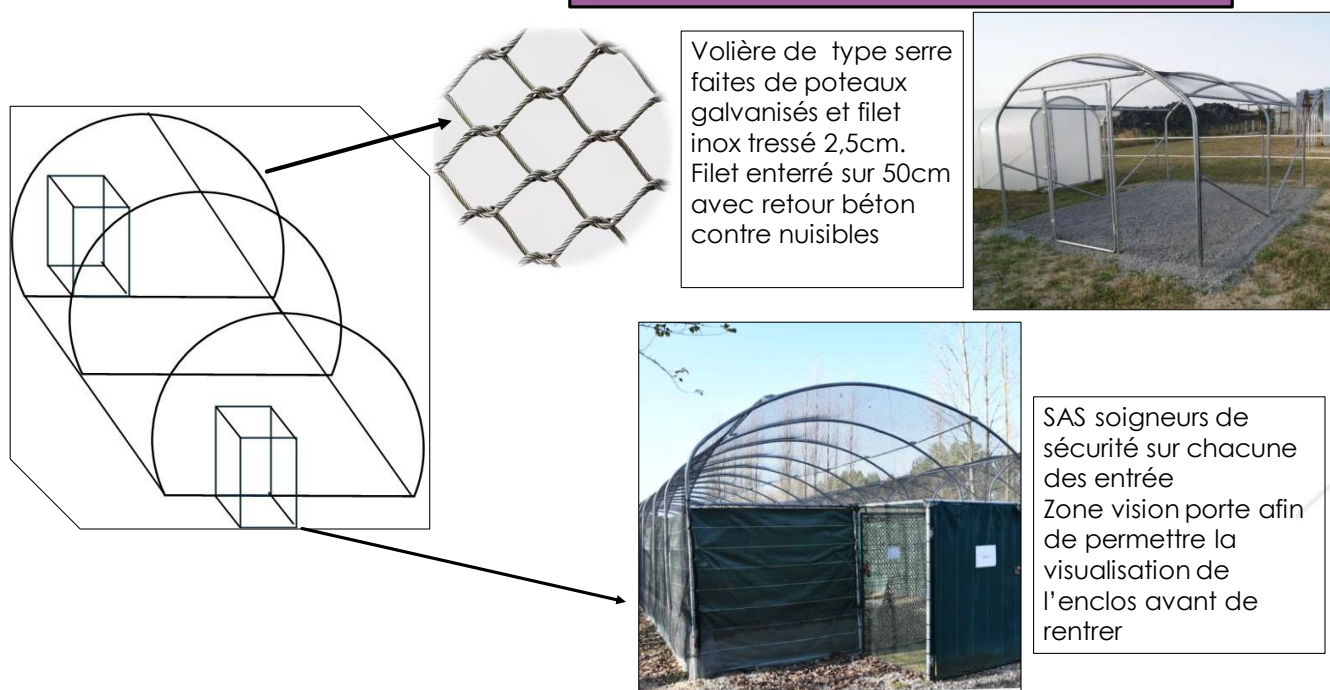 Volière de type serre
faites de poteaux
galvanisés et filet
inox tressé 2,5cm.
Filet enterré sur 50cm
avec retour béton
contre nuisibles
SAS soigneurs de
sécurité sur chacune
des entrée
Zone vision porte afin
de permettre la
visualisation de
l’enclos avant de
rentrer